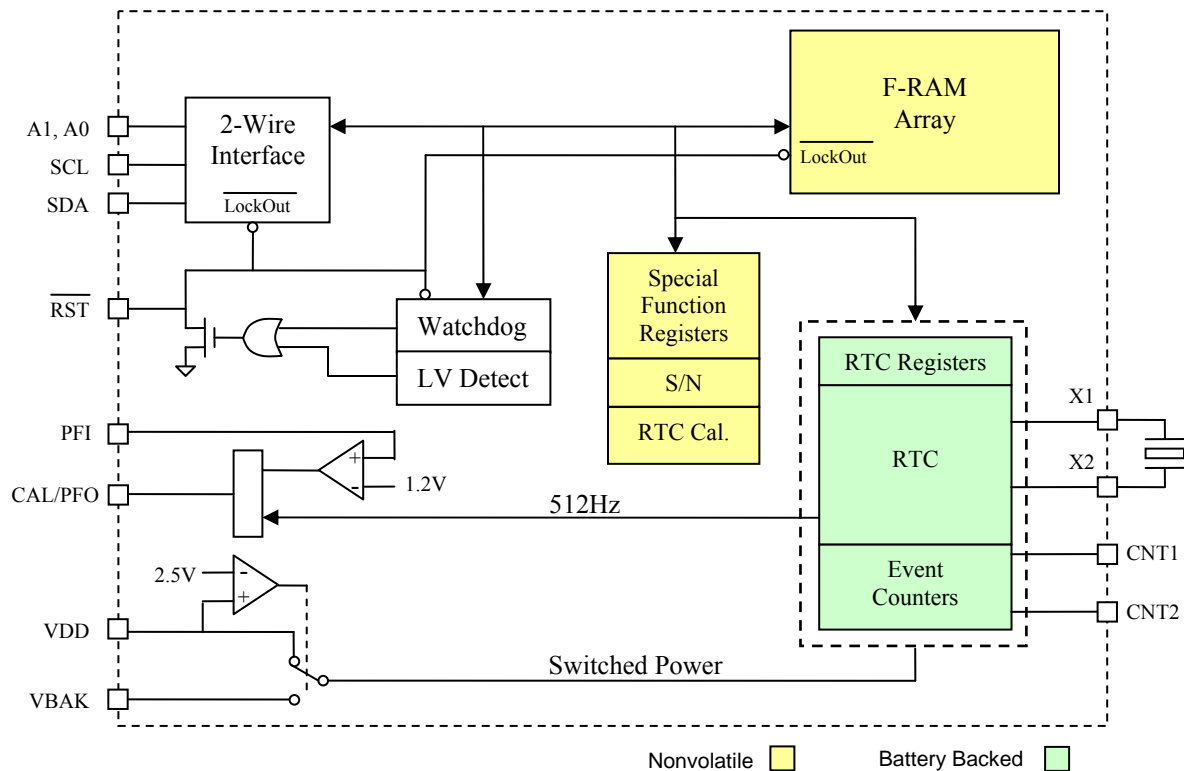 F-RAM
Array
LockOut
A1, A0
SCL
SDA
2-Wire
Interface
LockOut
RST
Watchdog
LV Detect
Special
Function
Registers
S/N
RTC Cal.
RTC Registers
RTC
Event
Counters
X1
X2
CNT1
CNT2
PFI
CAL/PFO
+
-
1.2V
512Hz
2.5V
-
+
VDD
VBAK
Switched Power
Nonvolatile
Battery Backed